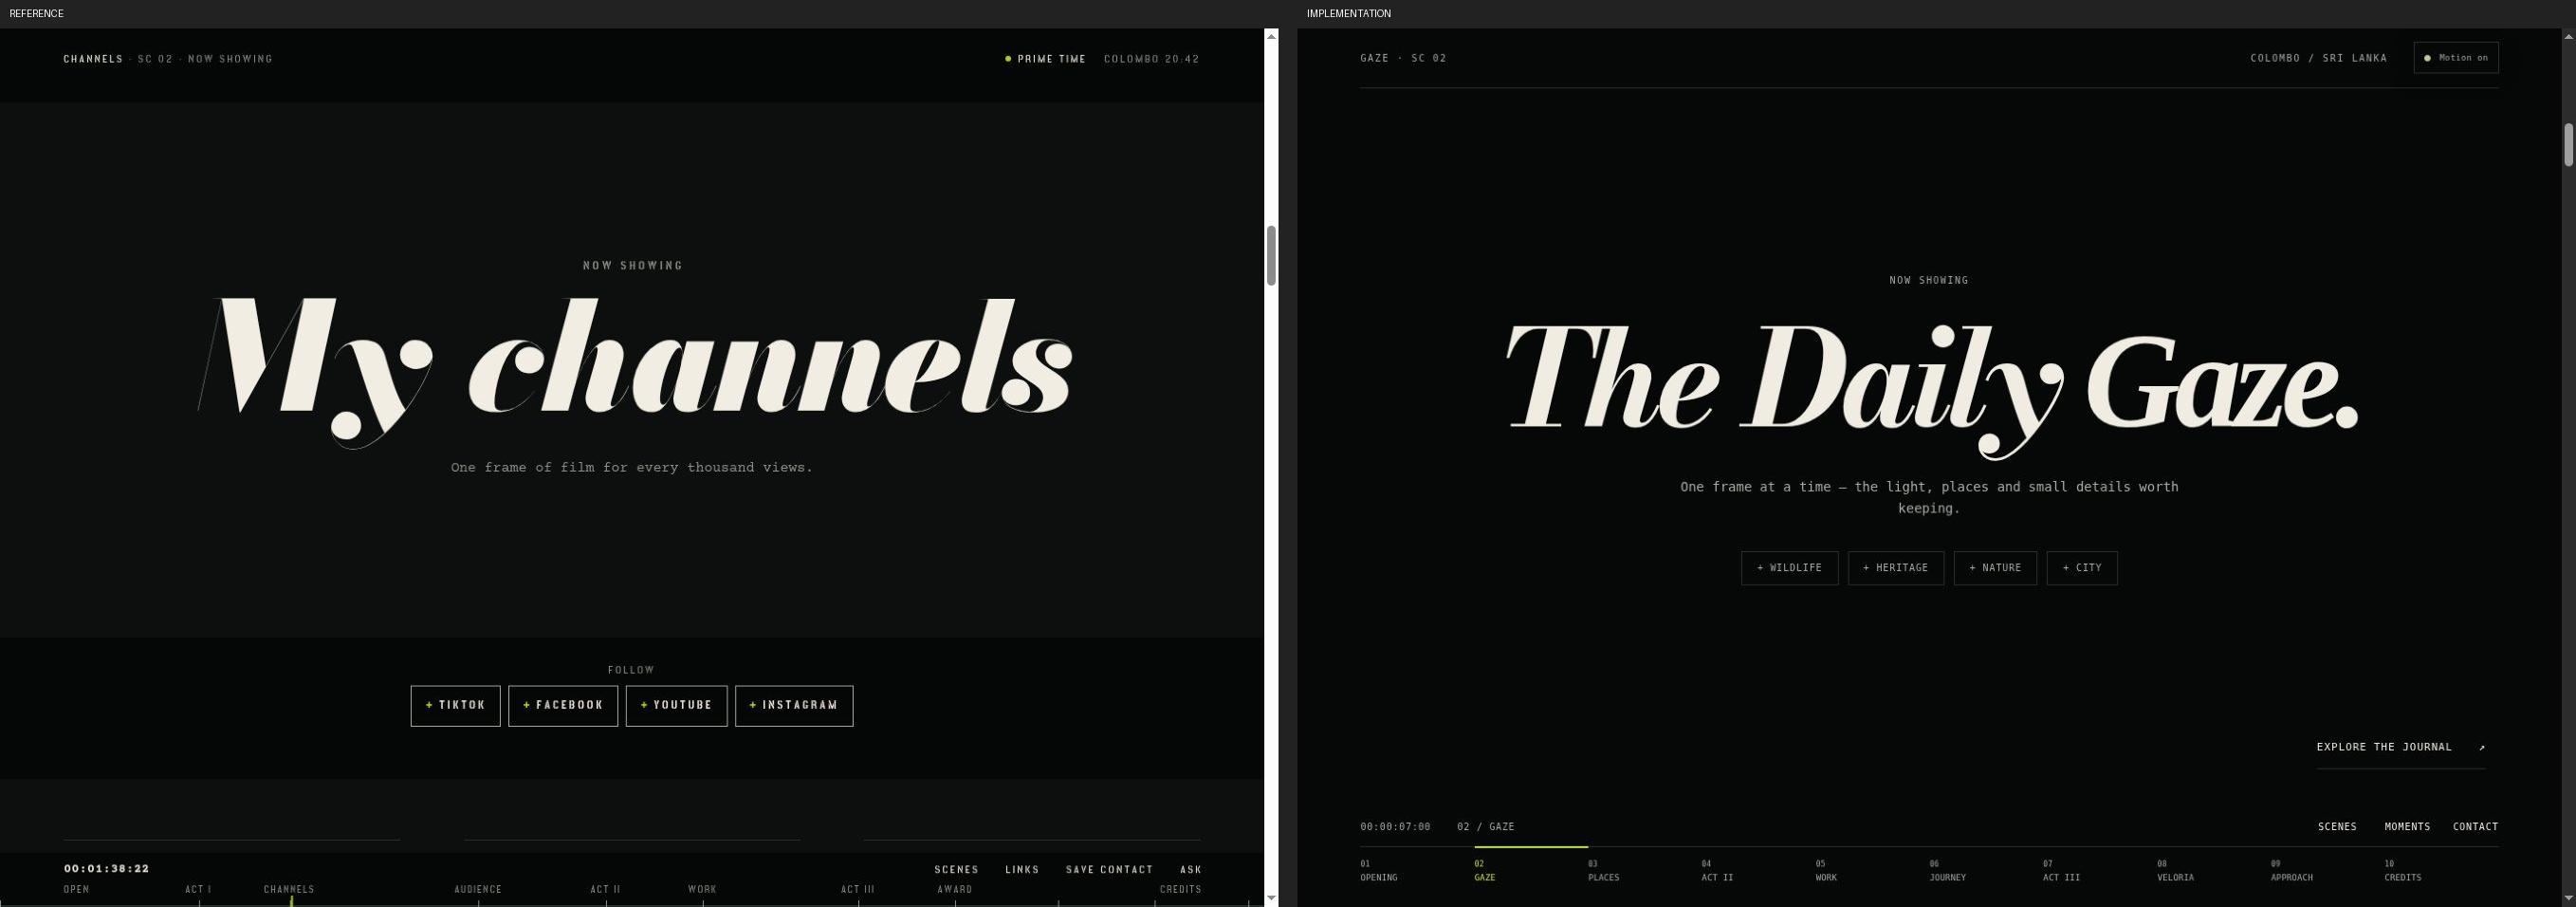 REFERENCE
CHANNELS · SC 02 · NOW SHOWING
PRIME TIME COLOMBO 20:42
NOW SHOWING
My channels
One frame of film for every thousand views.
FOLLOW
+ TIKTOK + FACEBOOK + YOUTUBE + INSTAGRAM
00:01:38:22
SCENES LINKS SAVE CONTACT ASK
OPEN ACT I CHANNELS AUDIENCE ACT II WORK ACT III AWARD CREDITS
IMPLEMENTATION
GAZE · SC 02
COLOMBO / SRI LANKA
Motion on
NOW SHOWING
The Daily Gaze.
One frame at a time — the light, places and small details worth
keeping.
+ WILDLIFE + HERITAGE + NATURE + CITY
EXPLORE THE JOURNAL ↗
00:00:07:00 02 / GAZE
SCENES MOMENTS CONTACT
01 02 03 04 05 06 07 08 09 10
OPENING GAZE PLACES ACT II WORK JOURNEY ACT III VELORIA APPROACH CREDITS